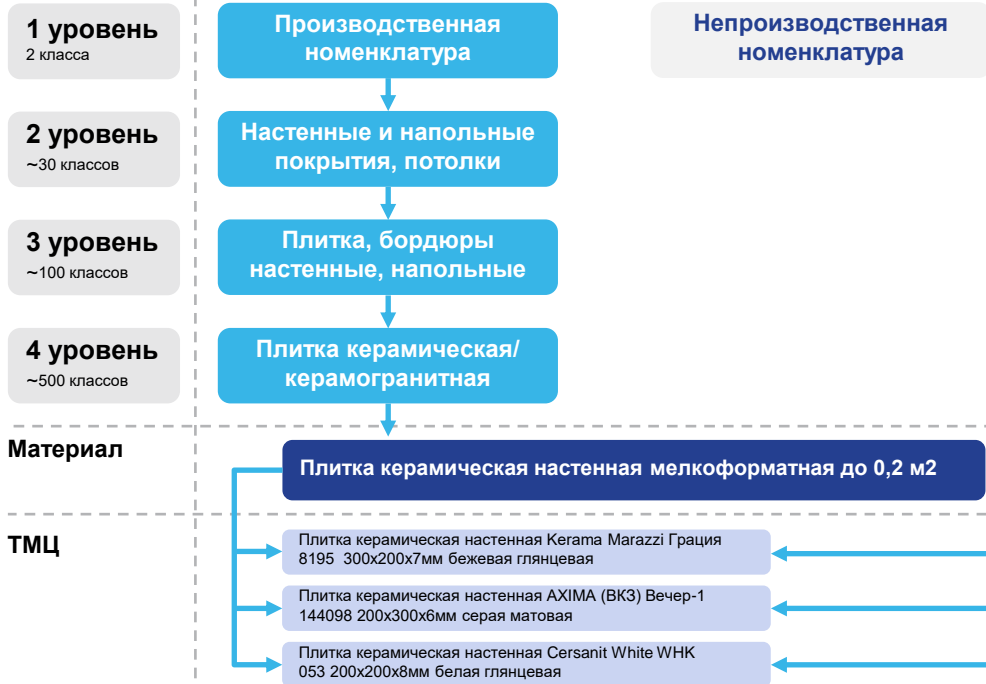 1 уровень
2 класса
Производственная
номенклатура
Непроизводственная
номенклатура
2 уровень
~30 классов
Настенные и напольные
покрытия, потолки
3 уровень
~100 классов
Плитка, бордюры
настенные, напольные
4 уровень
~500 классов
Плитка керамическая/
керамогранитная
Материал
Плитка керамическая настенная мелкоформатная до 0,2 м2
ТМЦ
Плитка керамическая настенная Kerama Marazzi Грация
8195 300х200х7мм бежевая глянцевая
Плитка керамическая настенная AXIMA (ВКЗ) Вечер-1
144098 200х300х6мм серая матовая
Плитка керамическая настенная Cersanit White WHK
053 200х200х8мм белая глянцевая